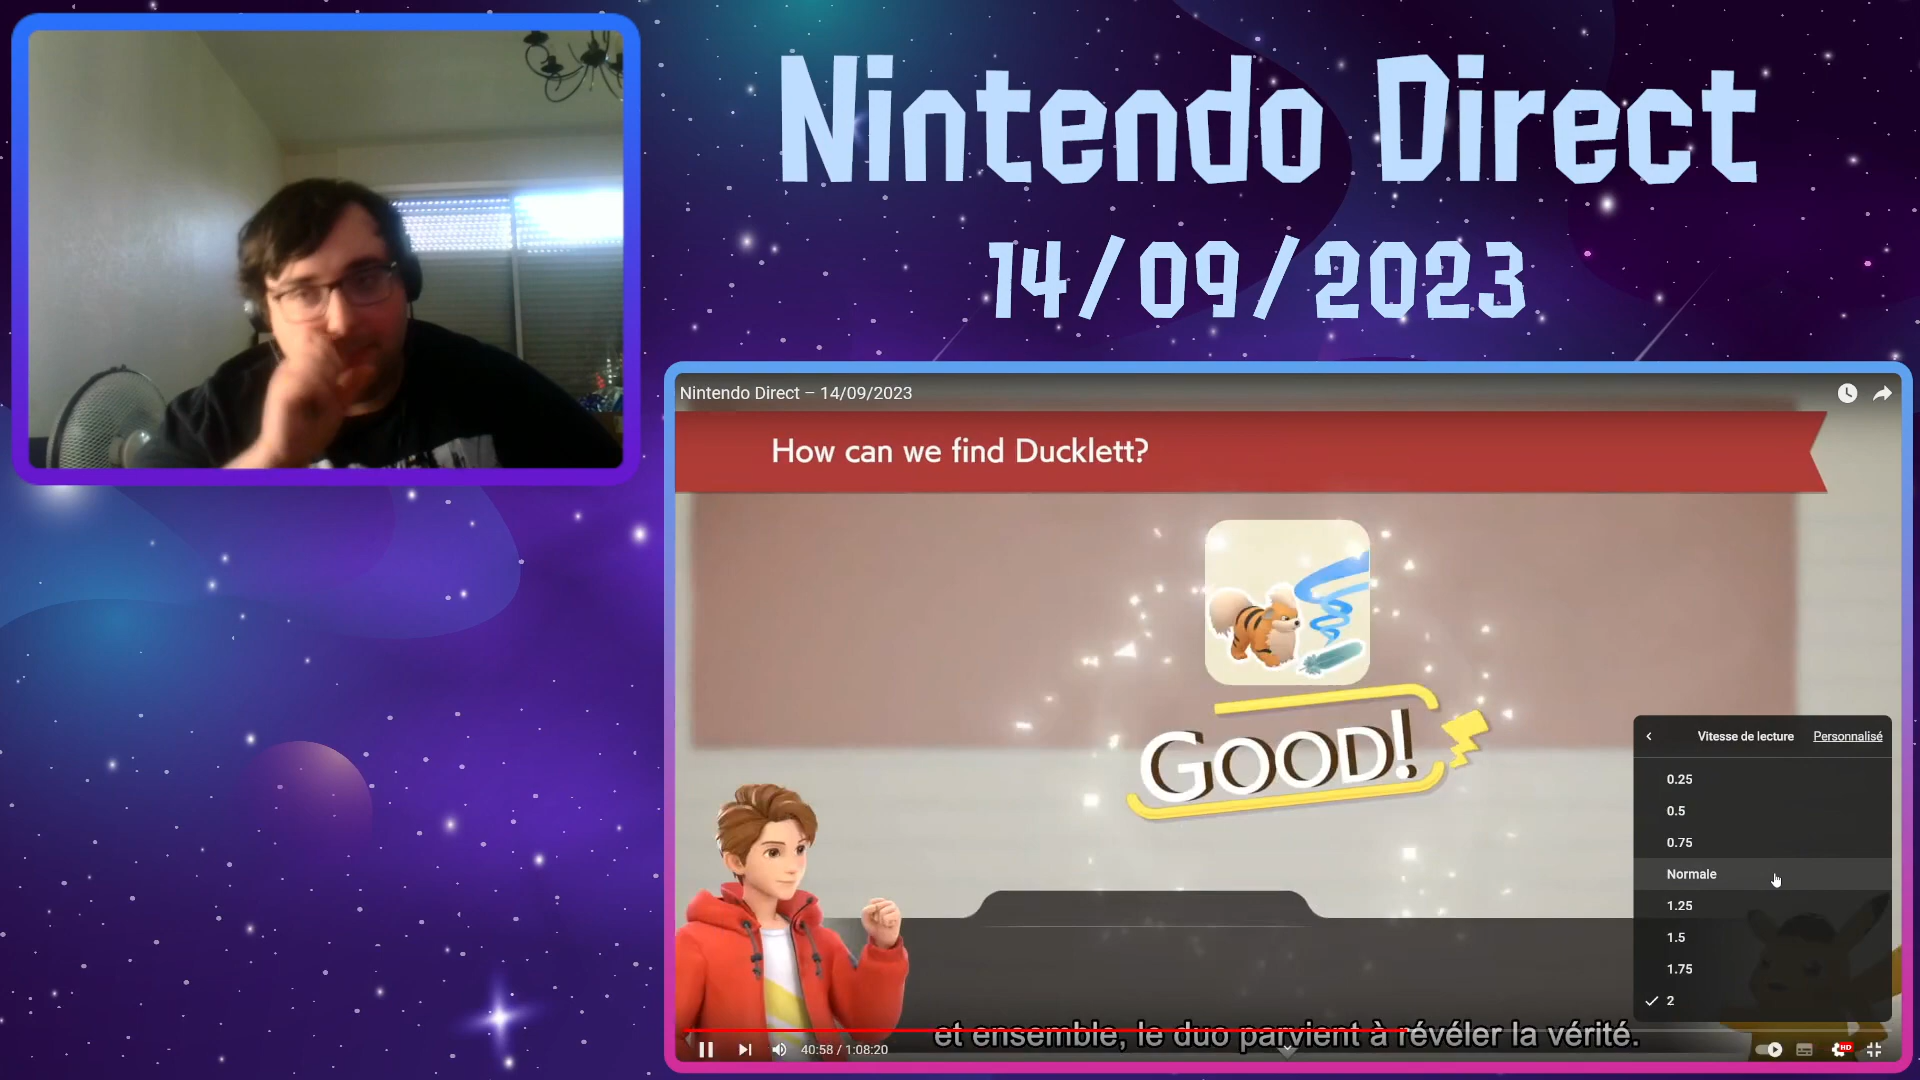 Nintendo Direct
14/09/2023
Nintendo Direct – 14/09/2023
How can we find Ducklett?
GOOD!
Vitesse de lecture Personnalisé
0.25
0.5
0.75
Normale
1.25
1.5
1.75
2
et ensemble, le duo parvient à révéler la vérité.
40:58 / 1:08:20
HD